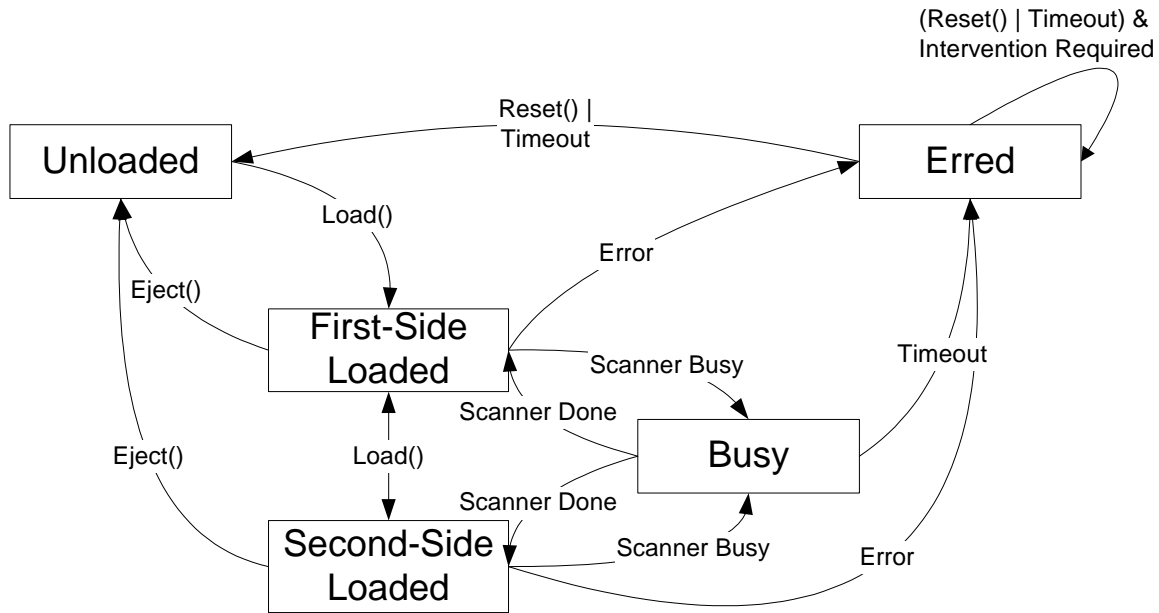 (Reset() | Timeout) &
Intervention Required
Reset() |
Timeout
Unloaded
Erred
Load()
Error
Eject()
First-Side
Loaded
Timeout
Scanner Busy
Scanner Done
Eject()
Load()
Busy
Scanner Done
Second-Side
Loaded
Scanner Busy
Error